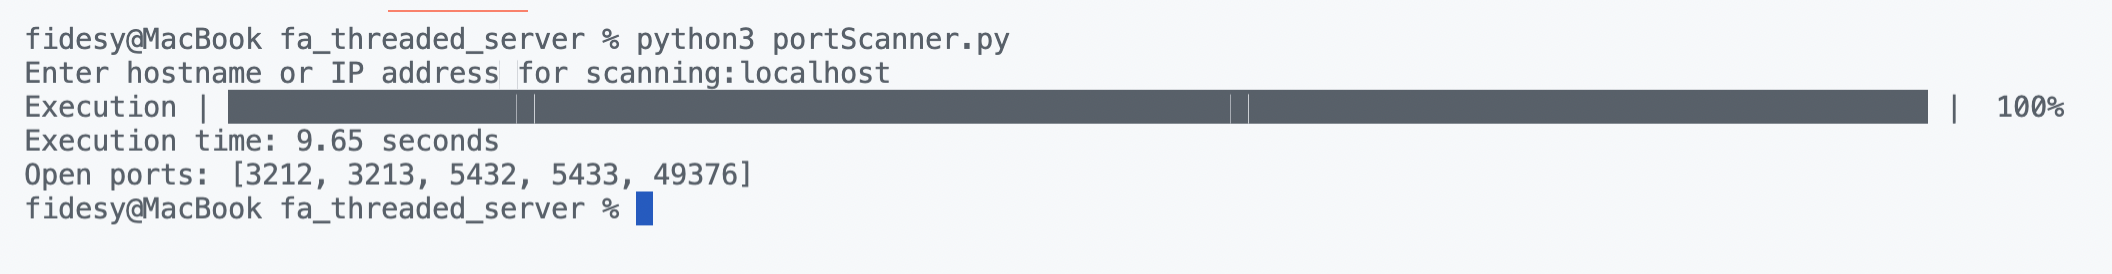 fidesy@MacBook fa_threaded_server % python3 portScanner.py
Enter hostname or IP address for scanning:localhost
Execution | | 100%
Execution time: 9.65 seconds
Open ports: [3212, 3213, 5432, 5433, 49376]
fidesy@MacBook fa_threaded_server %